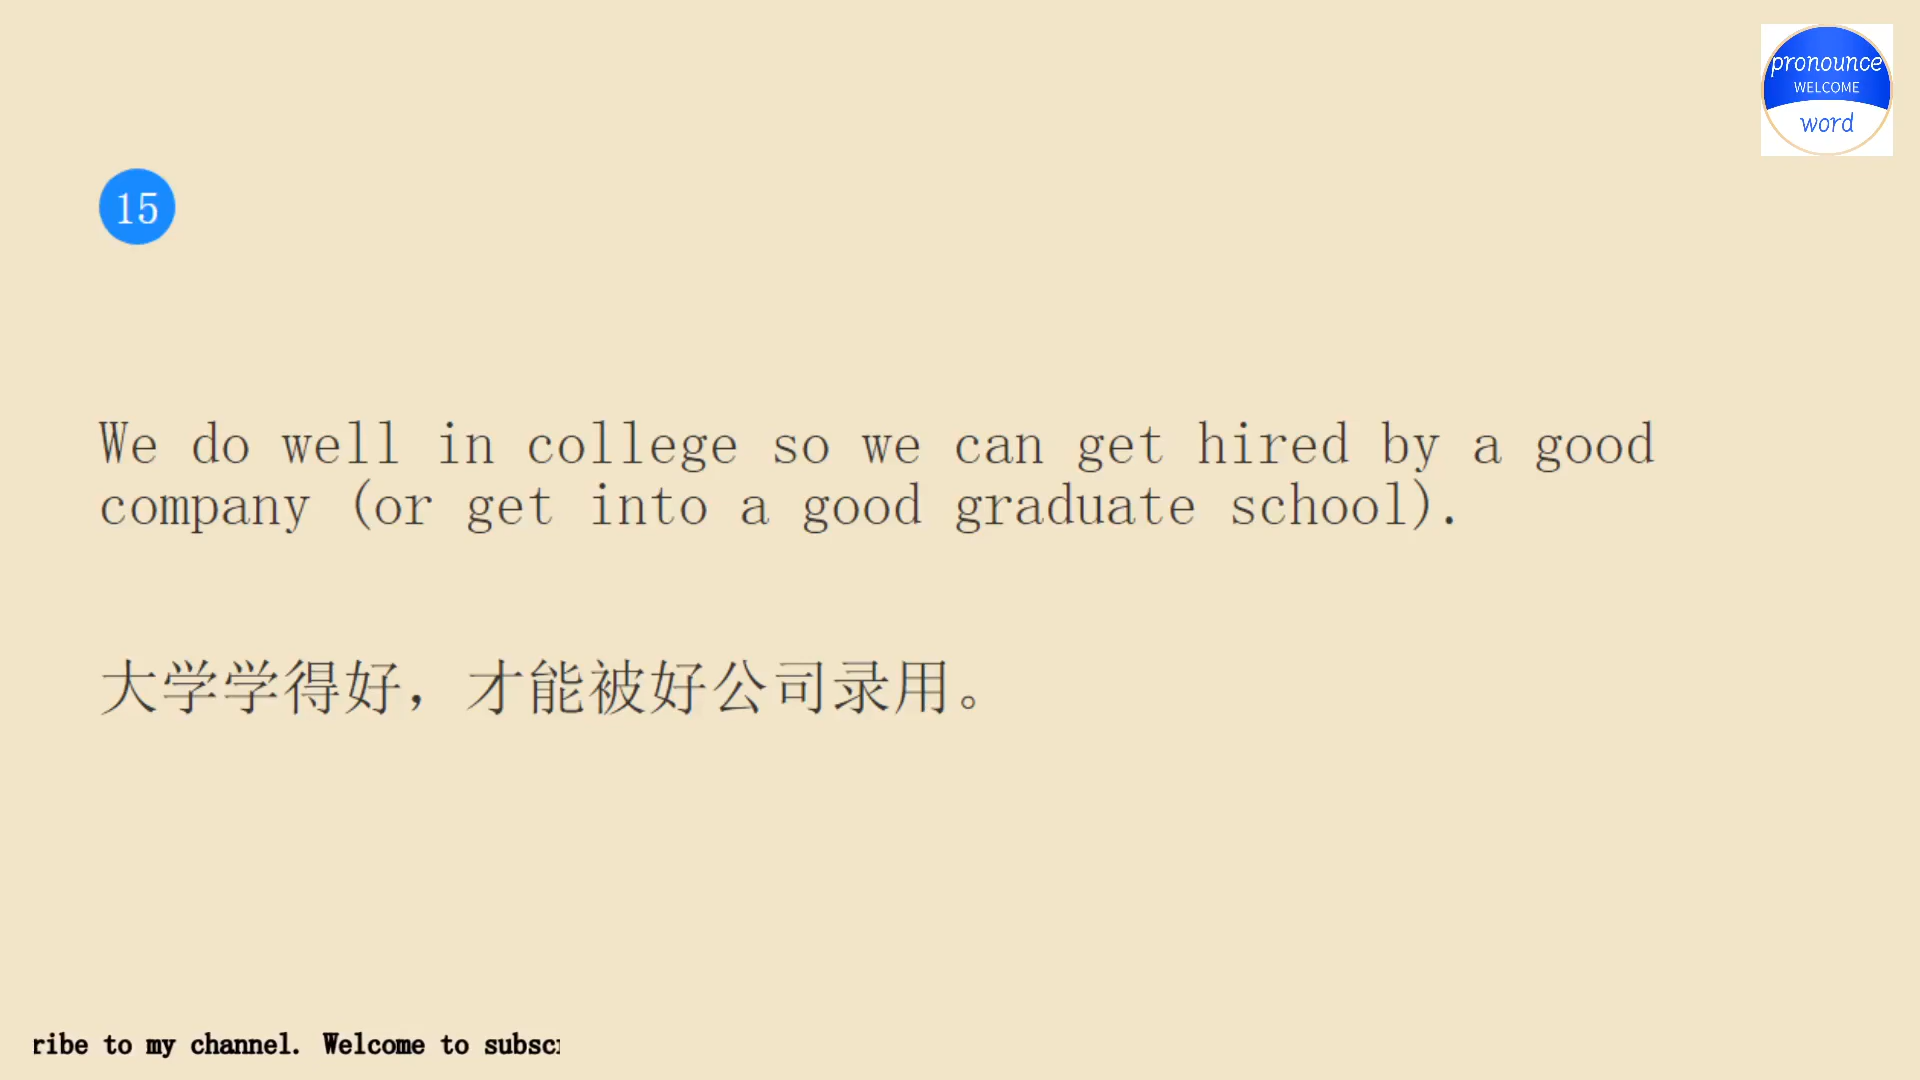 pronounce
WELCOME
word
15
We do well in college so we can get hired by a good
company (or get into a good graduate school).
大学学得好，才能被好公司录用。
to my channel. Welcome to